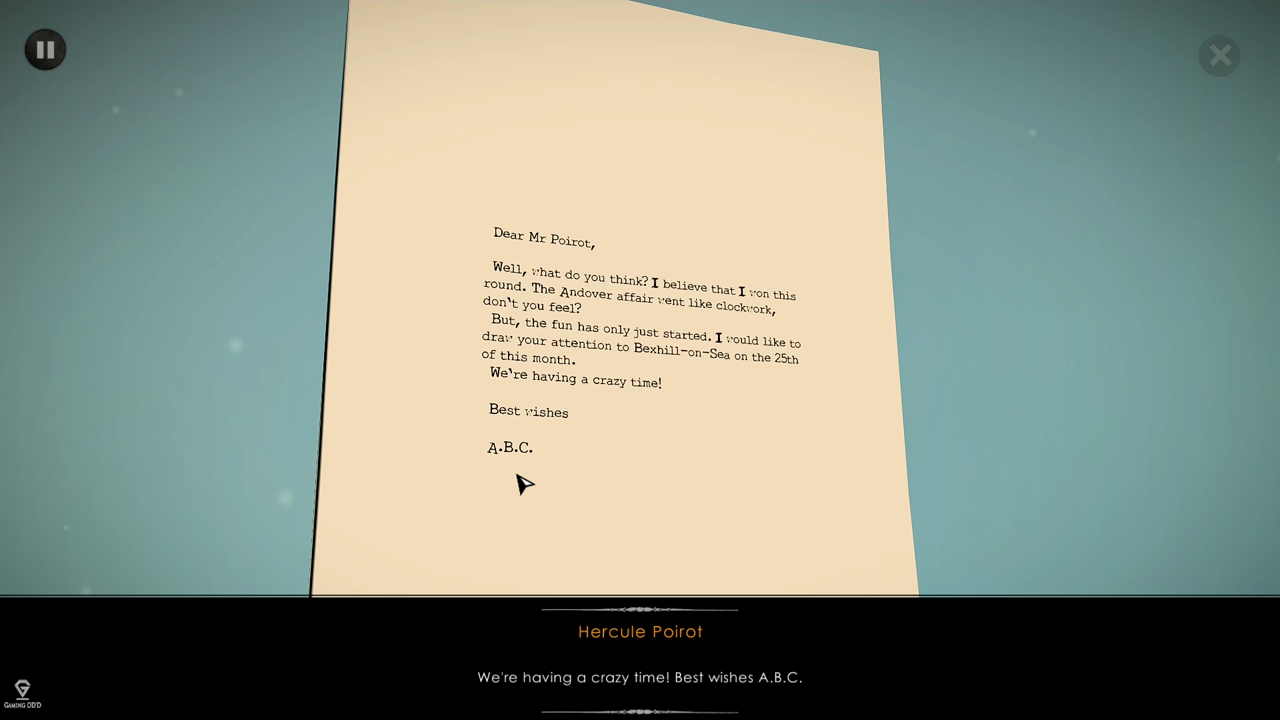 Dear Mr Poirot,
Well, what do you think? I believe that I won this
round. The Andover affair went like clockwork,
don't you feel?
But, the fun has only just started. I would like to
draw your attention to Bexhill-on-Sea on the 25th
of this month.
We're having a crazy time!
Best wishes
A.B.C.
Hercule Poirot
We're having a crazy time! Best wishes A.B.C.
GAMING OD'D